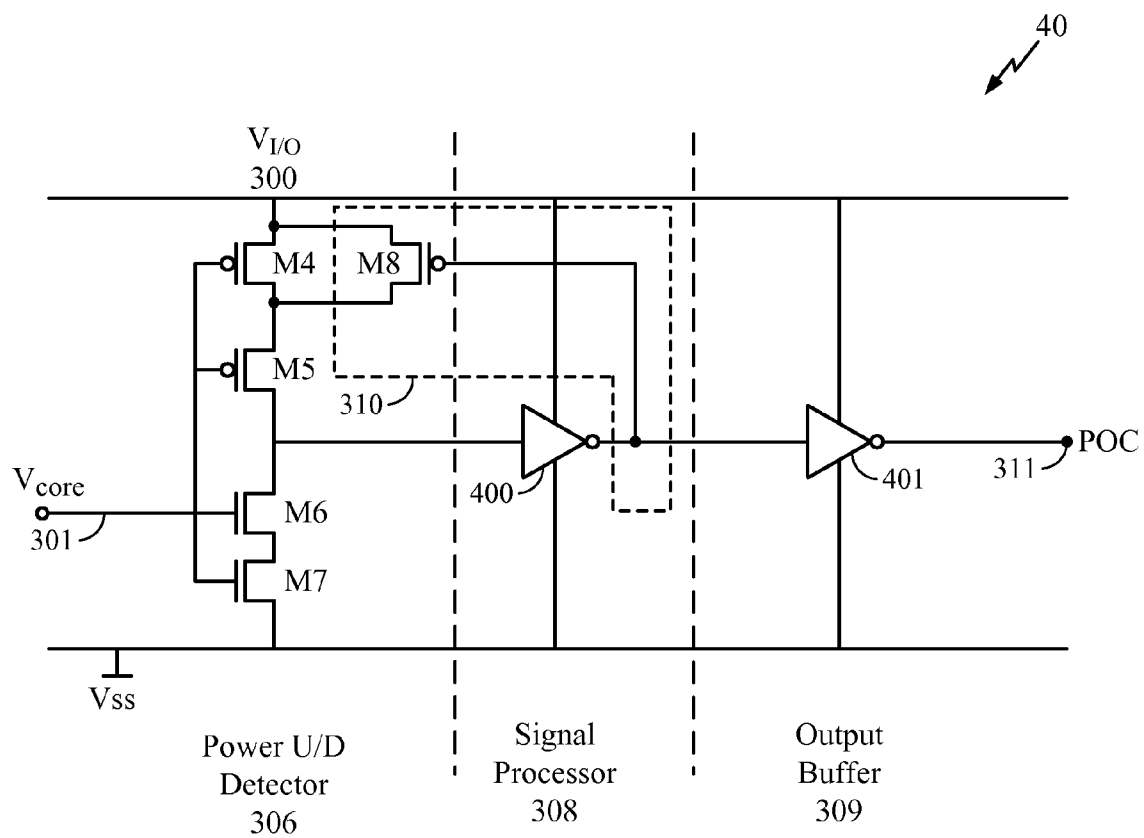 40
V_I/O
300
M4
M8
M5
310
400
401
311
POC
V_core
301
M6
M7
Vss
Power U/D
Detector
306
Signal
Processor
308
Output
Buffer
309